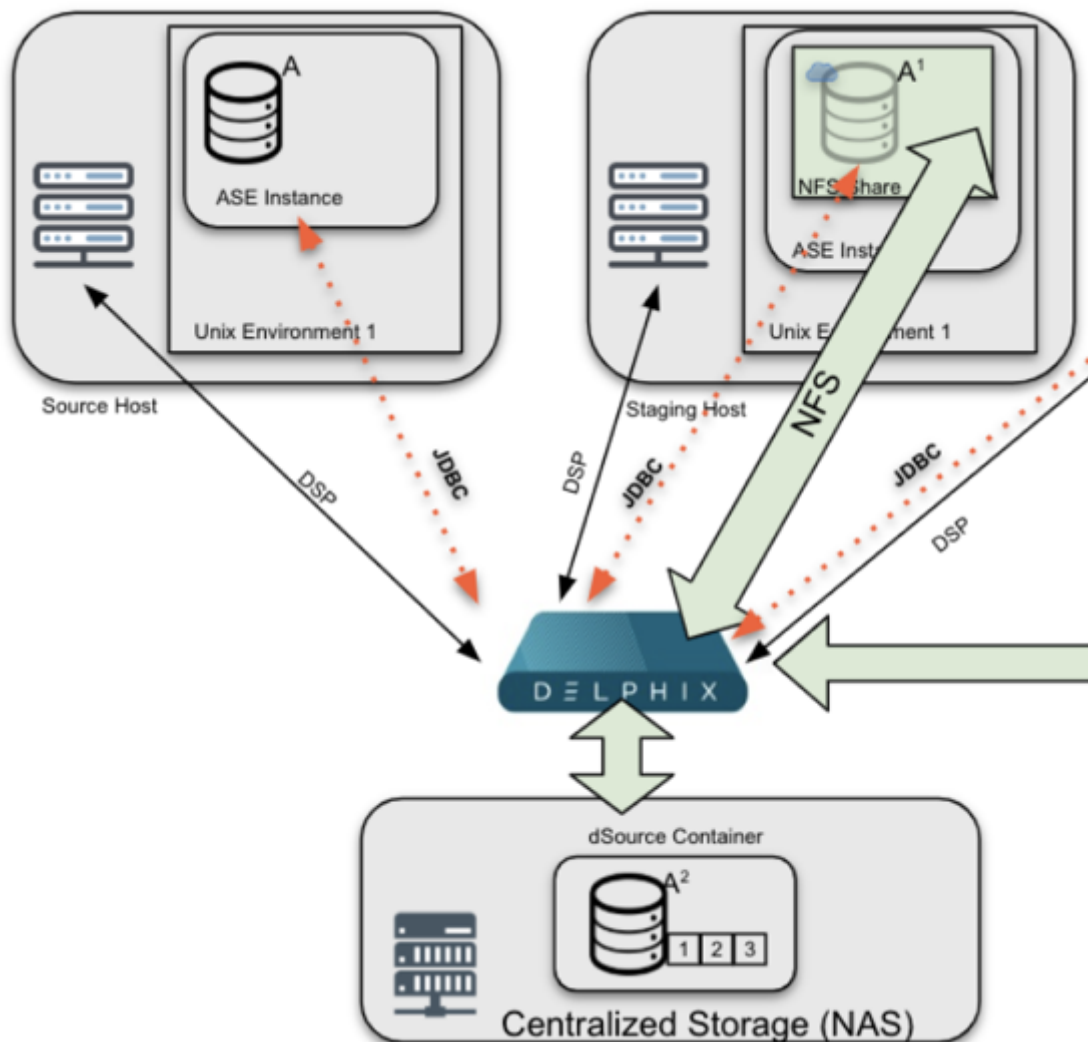 A
ASE Instance
Unix Environment 1
Source Host
A¹
NFS Share
ASE Inst
Unix E
ment 1
Staging Host
NFS
DSP
JDBC
DSP
JDBC
JDBC
DSP
DELPHIX
dSource Container
A²
1 2 3
Centralized Storage (NAS)